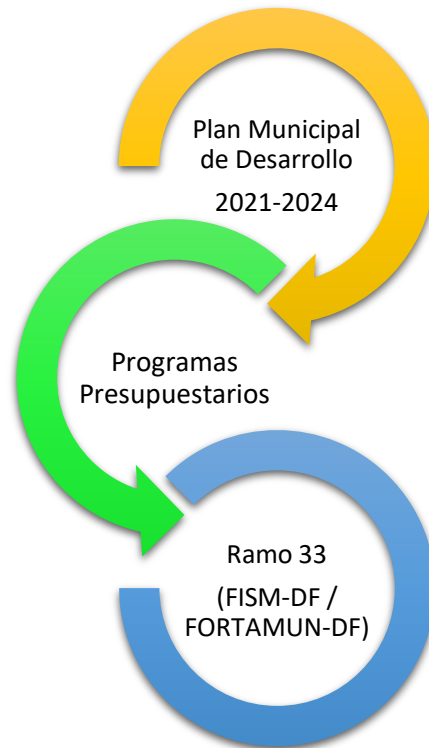 Plan Municipal
de Desarrollo
2021-2024
Programas
Presupuestarios
Ramo 33
(FISM-DF /
FORTAMUN-DF)